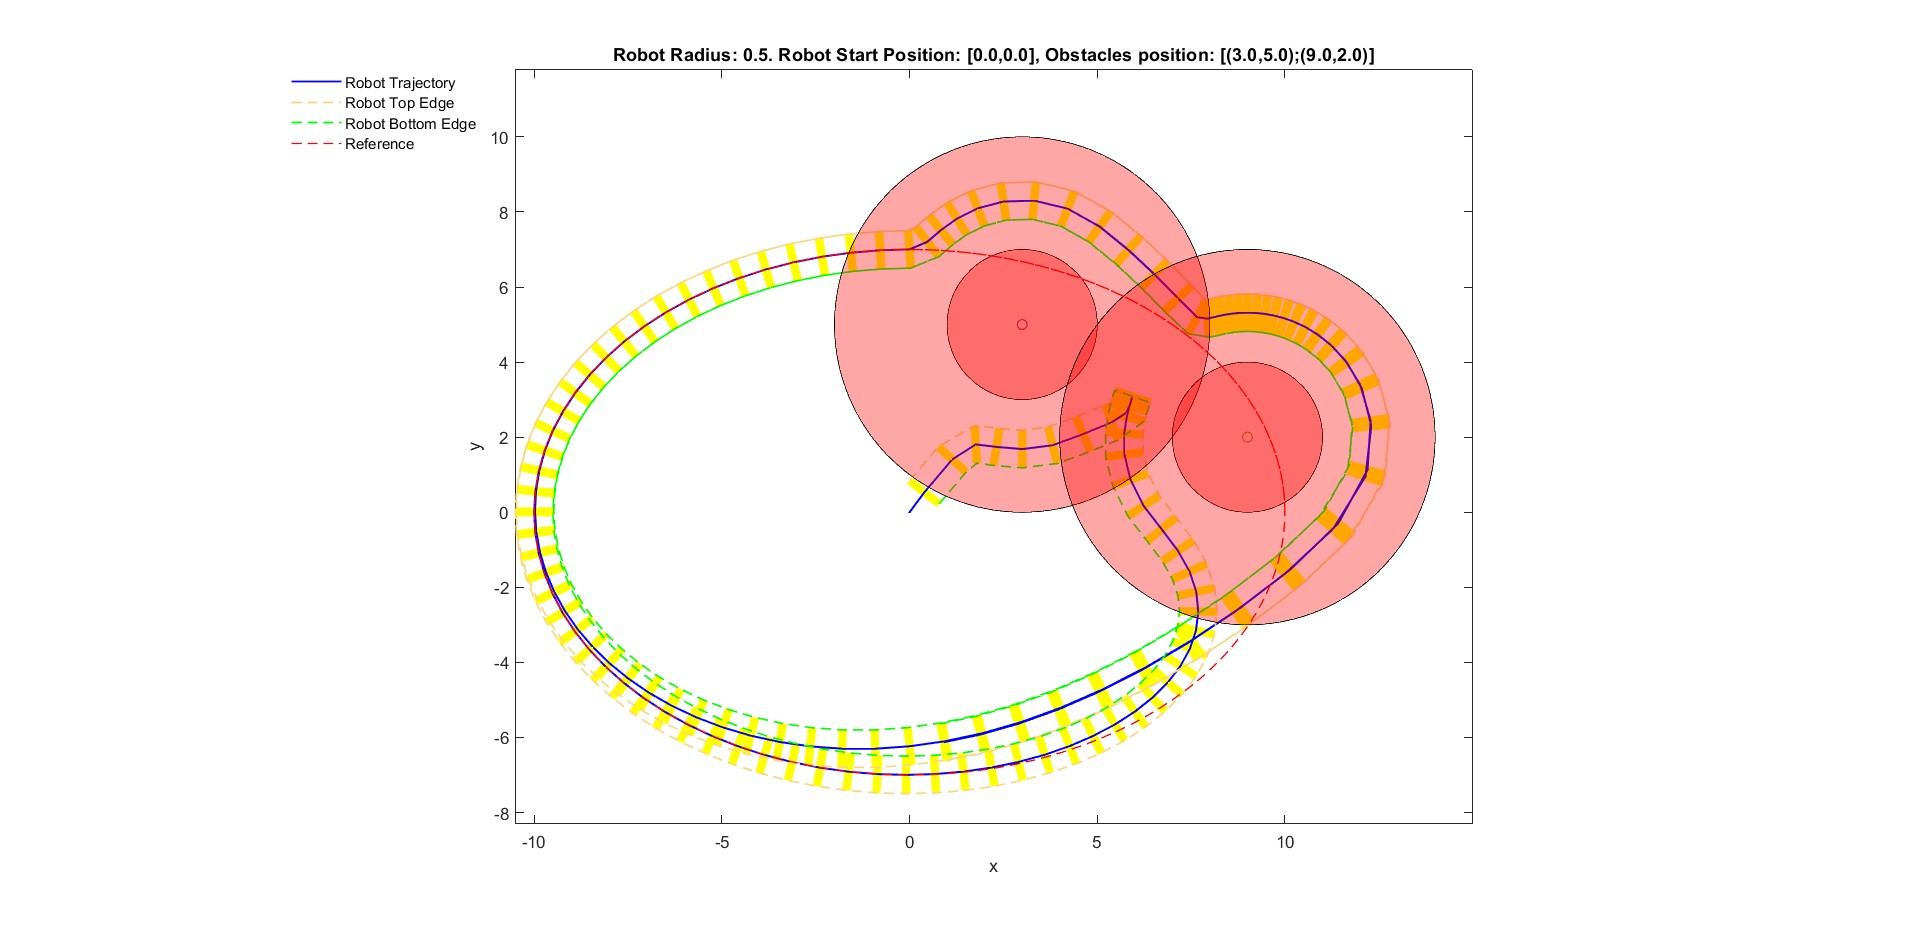 Robot Radius: 0.5. Robot Start Position: [0.0,0.0], Obstacles position: [(3.0,5.0);(9.0,2.0)]
Robot Trajectory
Robot Top Edge
Robot Bottom Edge
Reference
10
8
6
4
2
0
-2
-4
-6
-8
y
-10
-5
0
5
10
x